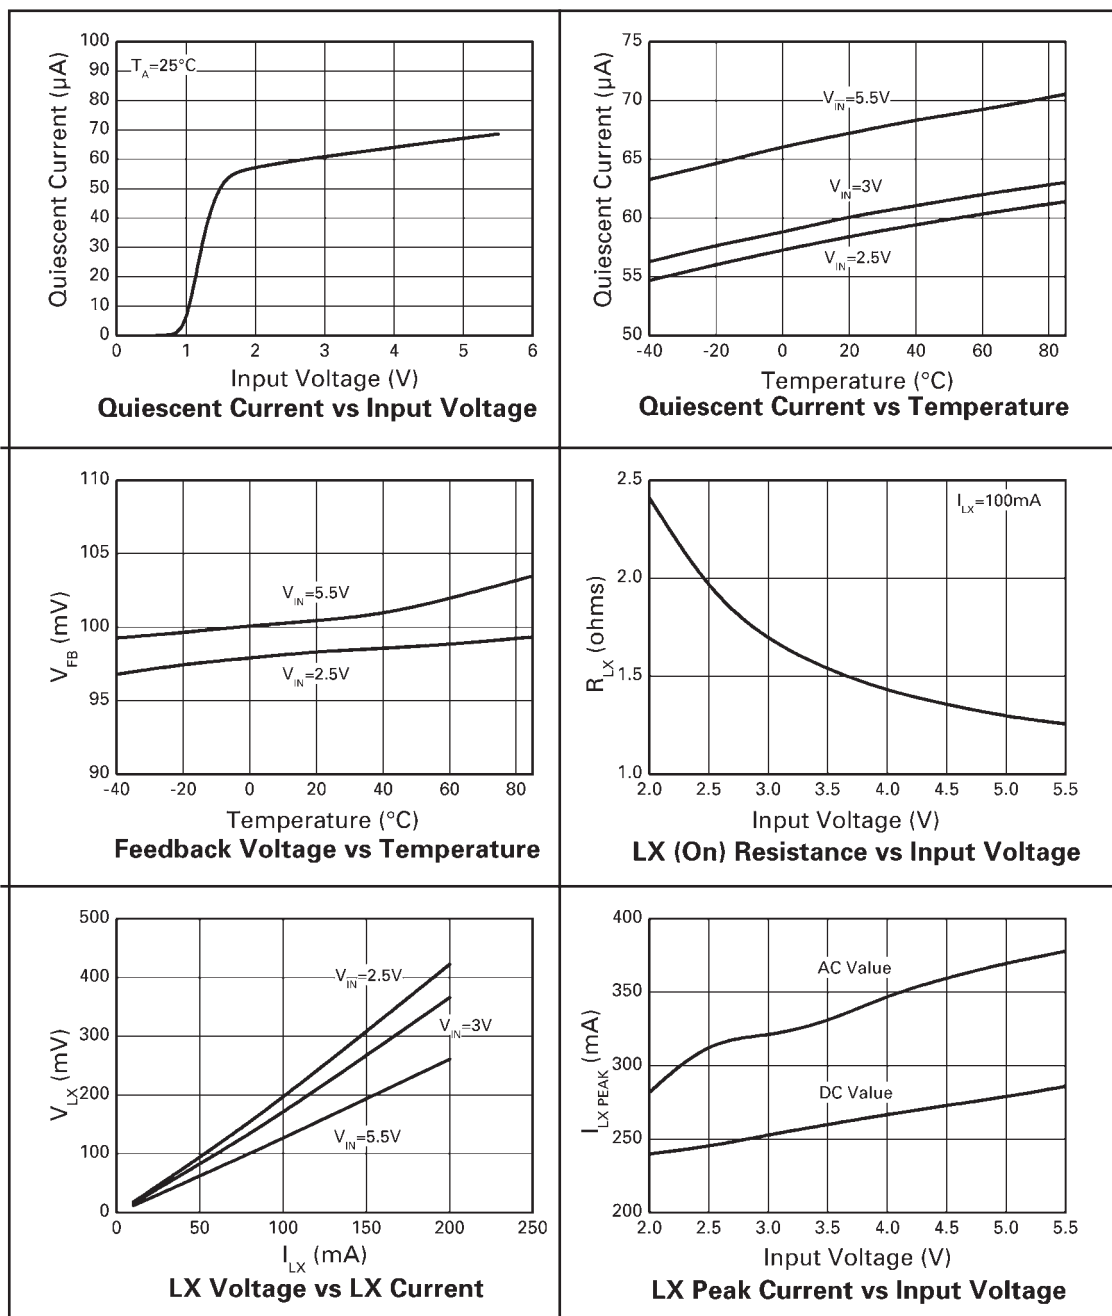 100
90
80
70
60
50
40
30
20
10
0
T_A=25°C
Quiescent Current (µA)
0 1 2 3 4 5 6
Input Voltage (V)
Quiescent Current vs Input Voltage
75
70
65
60
55
50
Quiescent Current (µA)
V_IN=5.5V
V_IN=3V
V_IN=2.5V
-40 -20 0 20 40 60 80
Temperature (°C)
Quiescent Current vs Temperature
110
105
100
95
90
V_FB (mV)
V_IN=5.5V
V_IN=2.5V
-40 -20 0 20 40 60 80
Temperature (°C)
Feedback Voltage vs Temperature
2.5
2.0
1.5
1.0
R_LX (ohms)
I_LX=100mA
2.0 2.5 3.0 3.5 4.0 4.5 5.0 5.5
Input Voltage (V)
LX (On) Resistance vs Input Voltage
500
400
300
200
100
0
V_LX (mV)
V_IN=2.5V
V_IN=3V
V_IN=5.5V
0 50 100 150 200 250
I_LX (mA)
LX Voltage vs LX Current
400
350
300
250
200
I_LX PEAK (mA)
AC Value
DC Value
2.0 2.5 3.0 3.5 4.0 4.5 5.0 5.5
Input Voltage (V)
LX Peak Current vs Input Voltage